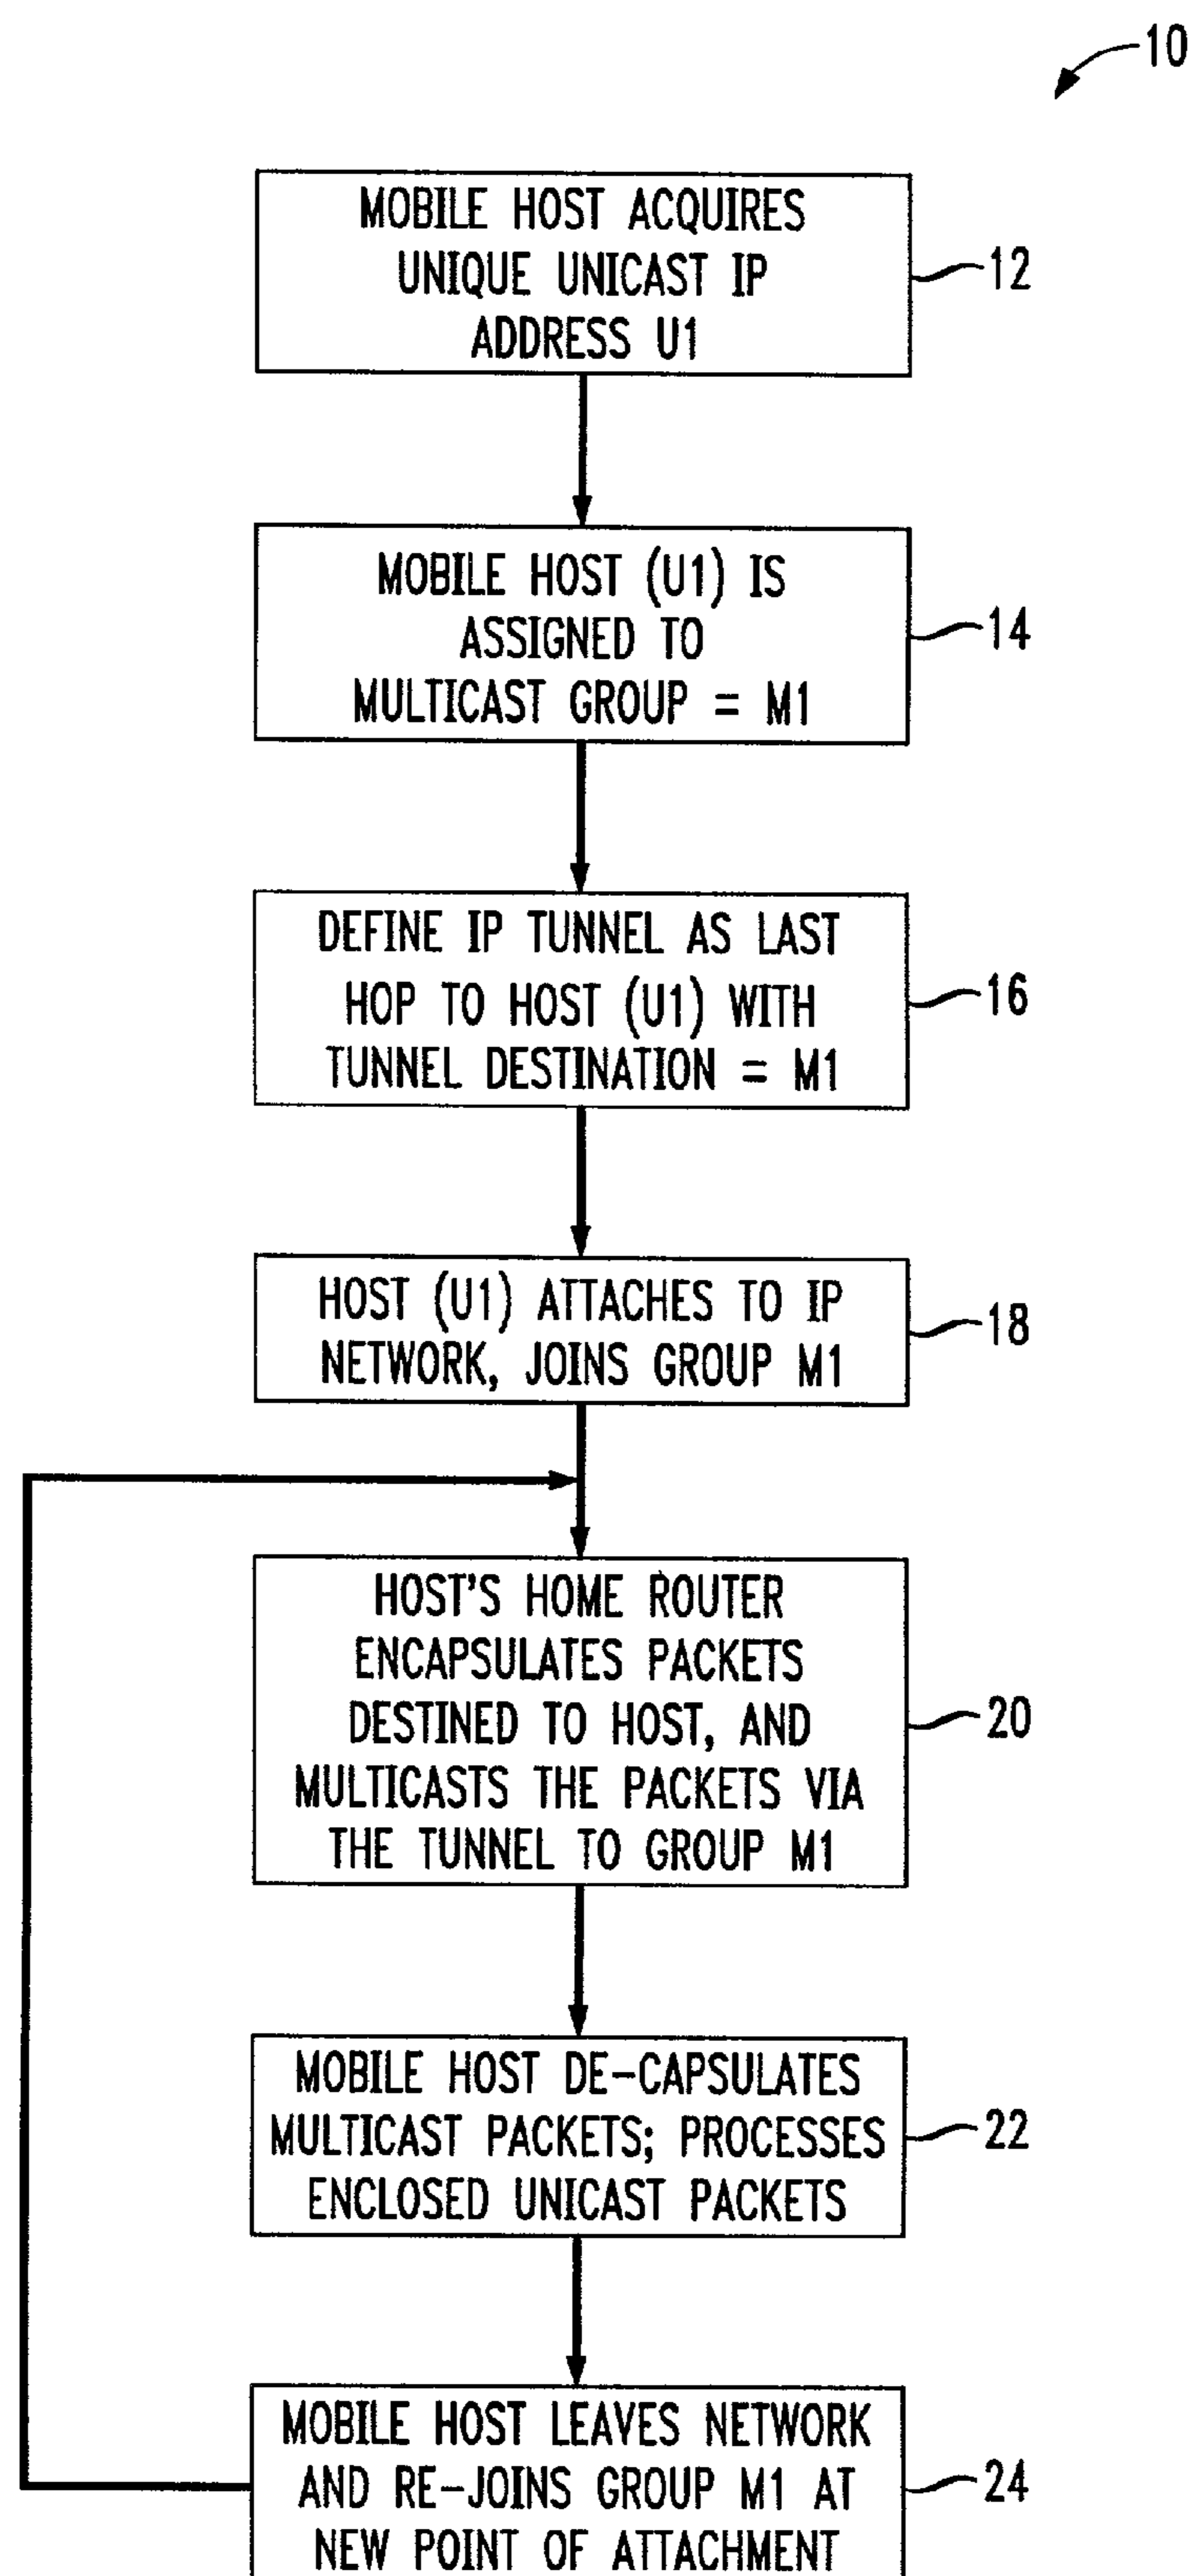 10
MOBILE HOST ACQUIRES
UNIQUE UNICAST IP
ADDRESS U1
12
MOBILE HOST (U1) IS
ASSIGNED TO
MULTICAST GROUP = M1
14
DEFINE IP TUNNEL AS LAST
HOP TO HOST (U1) WITH
TUNNEL DESTINATION = M1
16
HOST (U1) ATTACHES TO IP
NETWORK, JOINS GROUP M1
18
HOST'S HOME ROUTER
ENCAPSULATES PACKETS
DESTINED TO HOST, AND
MULTICASTS THE PACKETS VIA
THE TUNNEL TO GROUP M1
20
MOBILE HOST DE-CAPSULATES
MULTICAST PACKETS; PROCESSES
ENCLOSED UNICAST PACKETS
22
MOBILE HOST LEAVES NETWORK
AND RE-JOINS GROUP M1 AT
NEW POINT OF ATTACHMENT
24